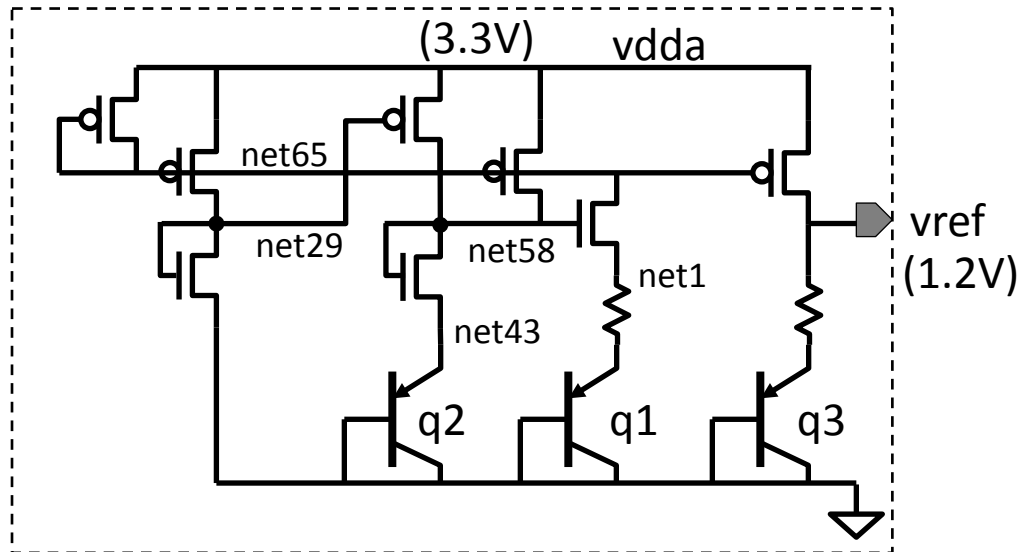 (3.3V)
vdda
net65
net29
net58
net1
net43
vref
(1.2V)
q2
q1
q3